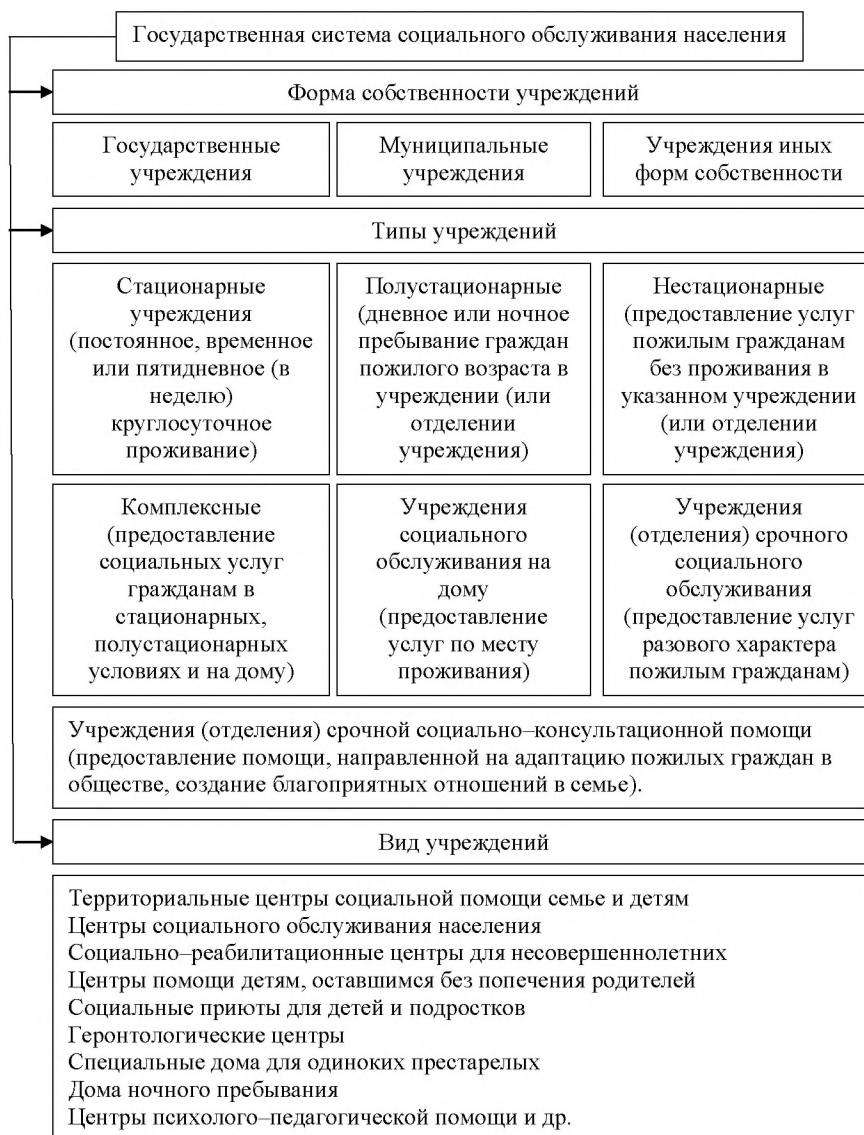 Государственная система социального обслуживания населения
Форма собственности учреждений
Государственные
учреждения
Муниципальные
учреждения
Учреждения иных
форм собственности
Типы учреждений
Стационарные
учреждения
(постоянное, временное
или пятидневное (в
неделю)
круглосуточное
проживание)
Полустационарные
(дневное или ночное
пребывание граждан
пожилого возраста в
учреждении (или
отделении
учреждения)
Нестационарные
(предоставление услуг
пожилым гражданам
без проживания в
указанном учреждении
(или отделении
учреждения)
Комплексные
(предоставление
социальных услуг
гражданам в
стационарных,
полустационарных
условиях и на дому)
Учреждения
социального
обслуживания на
дому
(предоставление
услуг по месту
проживания)
Учреждения
(отделения) срочного
социального
обслуживания
(предоставление услуг
разового характера
пожилым гражданам)
Учреждения (отделения) срочной социально–консультационной помощи
(предоставление помощи, направленной на адаптацию пожилых граждан в
обществе, создание благоприятных отношений в семье).
Вид учреждений
Территориальные центры социальной помощи семье и детям
Центры социального обслуживания населения
Социально–реабилитационные центры для несовершеннолетних
Центры помощи детям, оставшимся без попечения родителей
Социальные приюты для детей и подростков
Геронтологические центры
Специальные дома для одиноких престарелых
Дома ночного пребывания
Центры психолого–педагогической помощи и др.